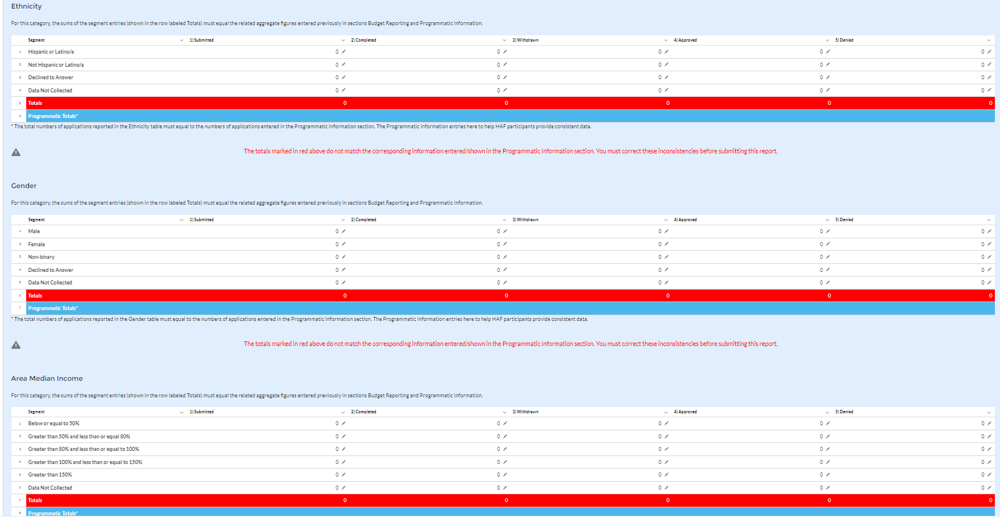 Ethnicity
For this category, the sums of the segment entries (shown in the row labeled Totals) must equal the related aggregate figures entered previously in sections Budget Reporting and Programmatic Information.
Segment 1) Submitted 2) Completed 3) Withdrawn 4) Approved 5) Denied
1 Hispanic or Latino/a 0 0 0 0 0
2 Not Hispanic or Latino/a 0 0 0 0 0
3 Declined to Answer 0 0 0 0 0
4 Data Not Collected 0 0 0 0 0
5 Totals 0 0 0 0 0
6 Programmatic Totals*
* The total numbers of applications reported in the Ethnicity table must equal to the numbers of applications entered in the Programmatic Information section. The Programmatic Information entries here to help HAF participants provide consistent data.
The totals marked in red above do not match the corresponding information entered/shown in the Programmatic Information section. You must correct these inconsistencies before submitting this report.
Gender
For this category, the sums of the segment entries (shown in the row labeled Totals) must equal the related aggregate figures entered previously in sections Budget Reporting and Programmatic Information.
Segment 1) Submitted 2) Completed 3) Withdrawn 4) Approved 5) Denied
1 Male 0 0 0 0 0
2 Female 0 0 0 0 0
3 Non-binary 0 0 0 0 0
4 Declined to Answer 0 0 0 0 0
5 Data Not Collected 0 0 0 0 0
6 Totals 0 0 0 0 0
7 Programmatic Totals*
* The total numbers of applications reported in the Gender table must equal to the numbers of applications entered in the Programmatic Information section. The Programmatic Information entries here to help HAF participants provide consistent data.
The totals marked in red above do not match the corresponding information entered/shown in the Programmatic Information section. You must correct these inconsistencies before submitting this report.
Area Median Income
For this category, the sums of the segment entries (shown in the row labeled Totals) must equal the related aggregate figures entered previously in sections Budget Reporting and Programmatic Information.
Segment 1) Submitted 2) Completed 3) Withdrawn 4) Approved 5) Denied
1 Below or equal to 50% 0 0 0 0 0
2 Greater than 50% and less than or equal 80% 0 0 0 0 0
3 Greater than 80% and less than or equal to 100% 0 0 0 0 0
4 Greater than 100% and less than or equal to 150% 0 0 0 0 0
5 Greater than 150% 0 0 0 0 0
6 Data Not Collected 0 0 0 0 0
7 Totals 0 0 0 0 0
8 Programmatic Totals*